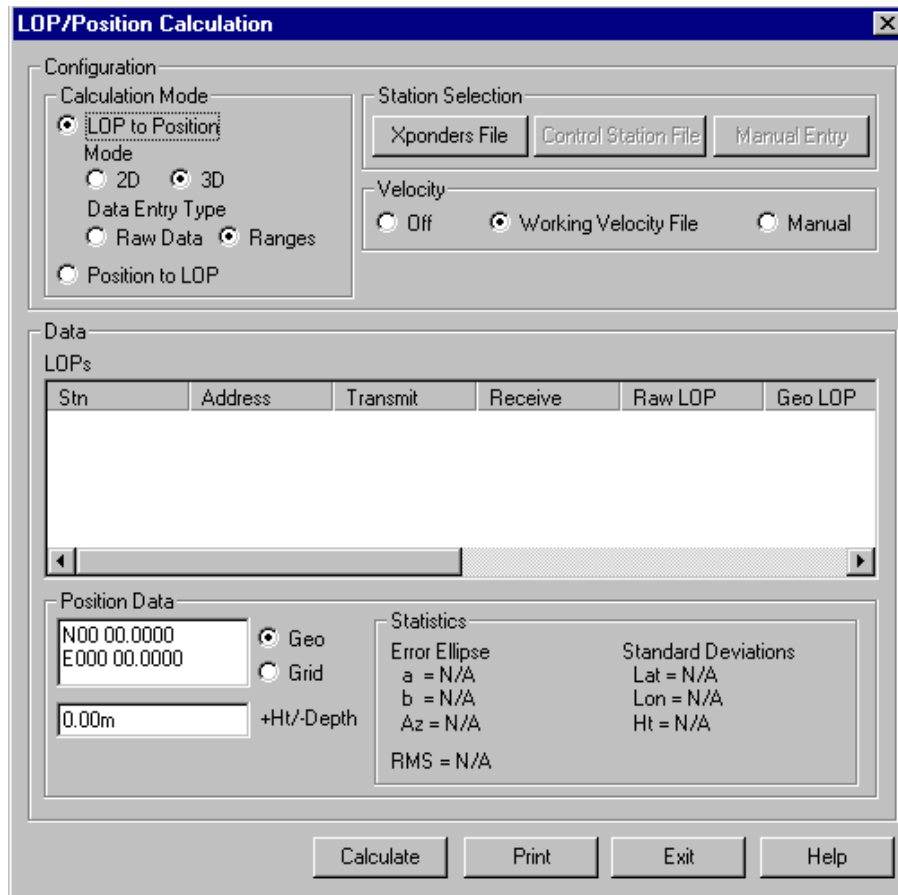 LOP/Position Calculation
Configuration
Calculation Mode
LOP to Position
Mode
2D 3D
Data Entry Type
Raw Data Ranges
Position to LOP
Station Selection
Xponders File Control Station File Manual Entry
Velocity
Off Working Velocity File Manual
Data
LOPs
Stn Address Transmit Receive Raw LOP Geo LOP
Position Data
N00 00.0000
E000 00.0000
Geo
Grid
0.00m +Ht/-Depth
Statistics
Error Ellipse
a = N/A
b = N/A
Az = N/A
RMS = N/A
Standard Deviations
Lat = N/A
Lon = N/A
Ht = N/A
Calculate Print Exit Help